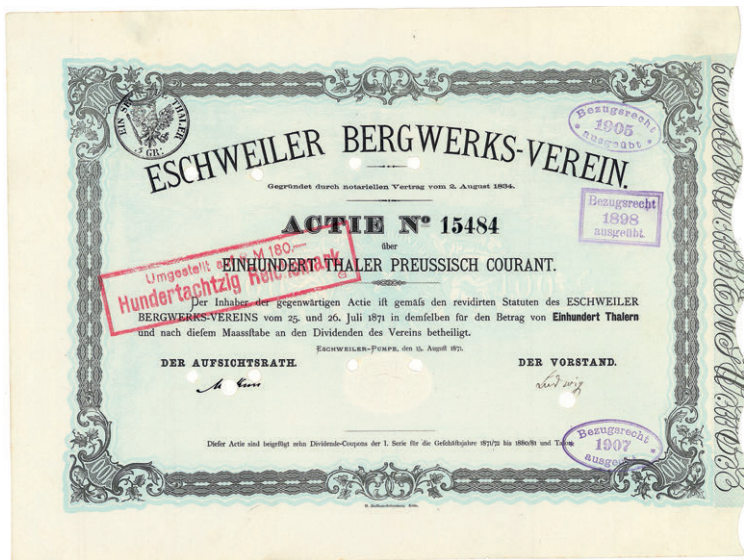 EIN 
THALER
5 GR:
Bezugsrecht
1905
ausgeübt
ESCHWEILER BERGWERKS-VEREIN.
Gegründet durch notariellen Vertrag vom 2. August 1834.
Bezugsrecht
1898
ausgeübt.
ACTIE Nº 15484
über
EINHUNDERT THALER PREUSSISCH COURANT.
Umgestellt auf R.M 180,—
Hundertachtzig Reichsmark
Der Inhaber der gegenwärtigen Actie ist gemäſs den revidirten Statuten des ESCHWEILER
BERGWERKS-VEREINS vom 25. und 26. Juli 1871 in demselben für den Betrag von Einhundert Thalern
und nach dieſem Maassſtabe an den Dividenden des Vereins betheiligt.
ESCHWEILER-PUMPE, den 15. August 1871.
DER AUFSICHTSRATH.
DER VORSTAND.
Ludwig
Dieſer Actie sind beigefügt zehn Dividende-Coupons der I. Serie für die Geſchäftsjahre 1871/72 bis 1880/81 und
Bezugsrecht
1907